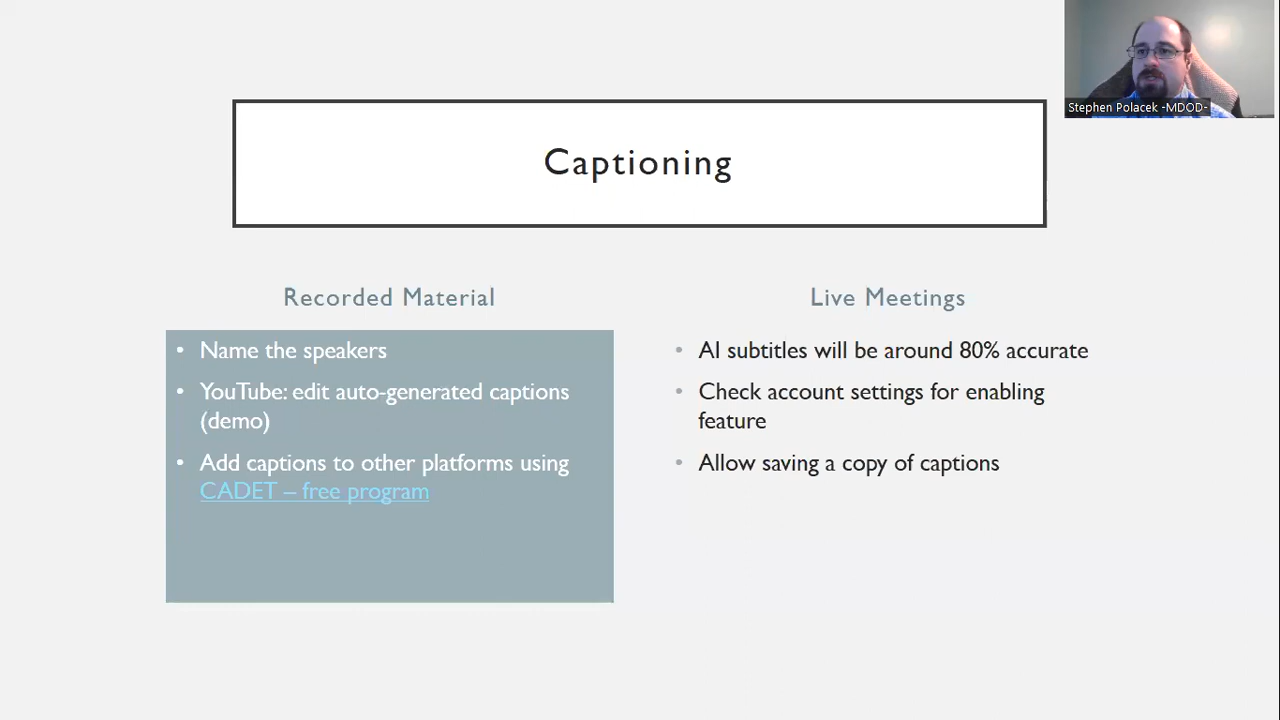 Stephen Polacek -MDOD-
Captioning
Recorded Material
• Name the speakers
• YouTube: edit auto-generated captions
(demo)
• Add captions to other platforms using
CADET – free program
Live Meetings
• AI subtitles will be around 80% accurate
• Check account settings for enabling
feature
• Allow saving a copy of captions